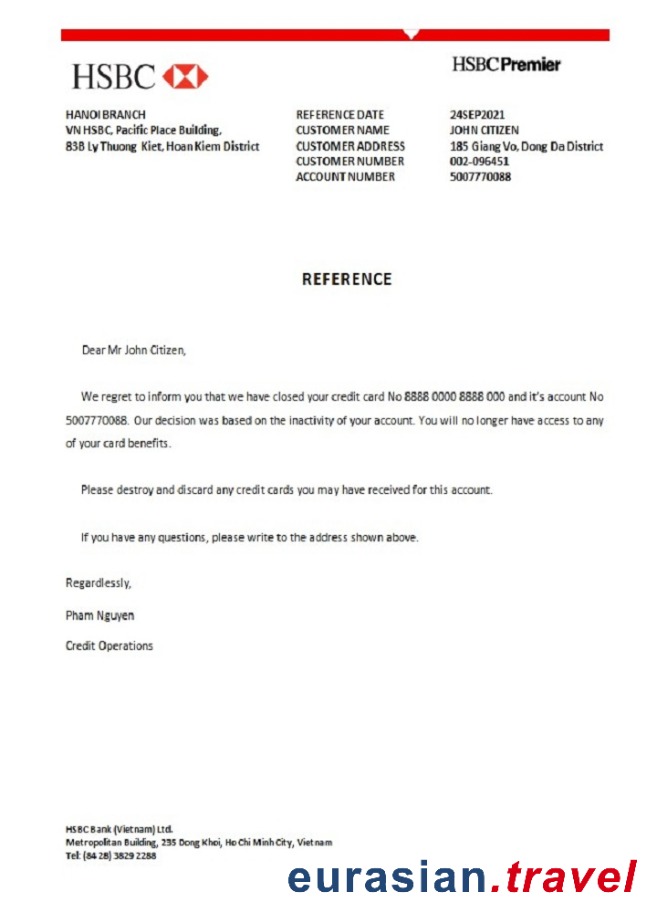 HSBC
HSBC Premier
HANOI BRANCH
VN HSBC, Pacific Place Building,
83B Ly Thuong Kiet, Hoan Kiem District
REFERENCE DATE 24SEP2021
CUSTOMER NAME JOHN CITIZEN
CUSTOMER ADDRESS 185 Giang Vo, Dong Da District
CUSTOMER NUMBER 002-096451
ACCOUNT NUMBER 5007770088
REFERENCE
Dear Mr John Citizen,
We regret to inform you that we have closed your credit card No 8888 0000 8888 000 and it's account No
5007770088. Our decision was based on the inactivity of your account. You will no longer have access to any
of your card benefits.
Please destroy and discard any credit cards you may have received for this account.
If you have any questions, please write to the address shown above.
Regardlessly,
Pham Nguyen
Credit Operations
HSBC Bank (Vietnam) Ltd.
Metropolitan Building, 235 Dong Khoi, Ho Chi Minh City, Vietnam
Tel: (84 28) 3829 2288
eurasian.travel